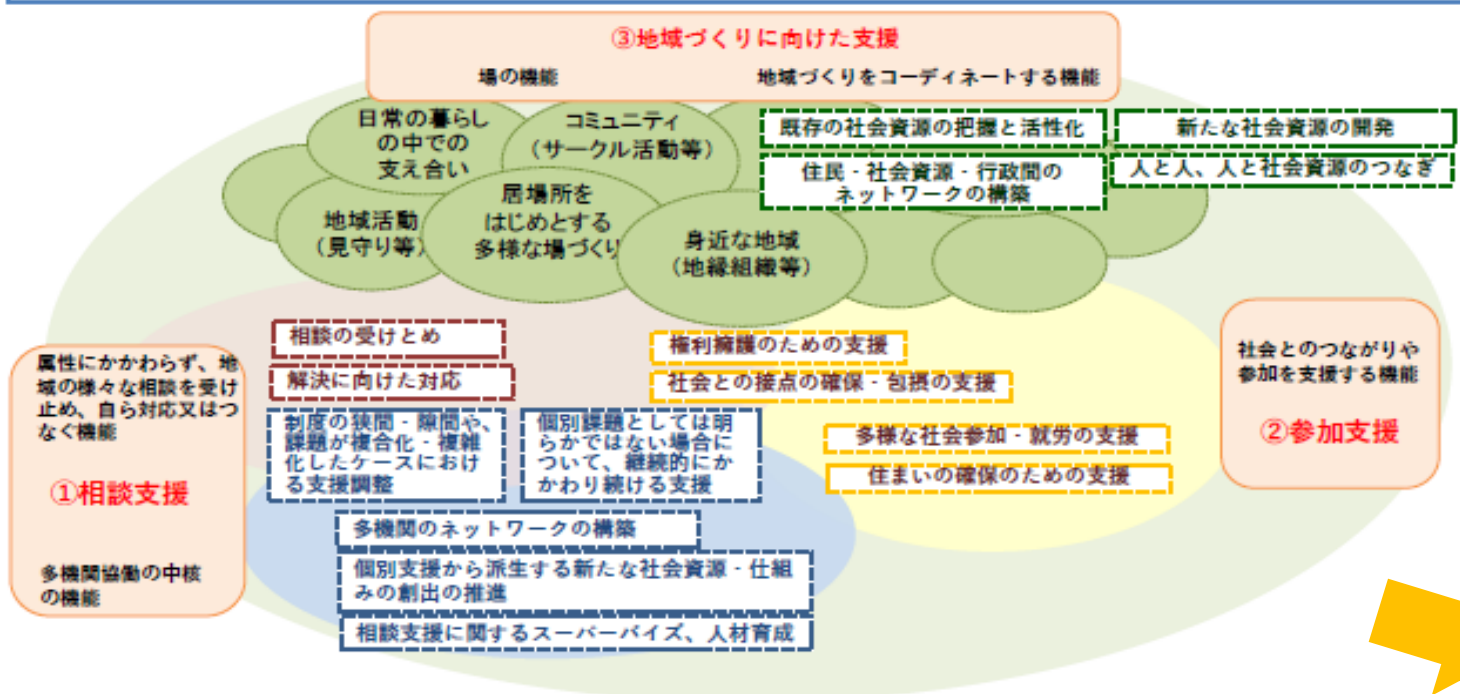 ③地域づくりに向けた支援
場の機能
地域づくりをコーディネートする機能
日常の暮らし
の中での
支え合い
コミュニティ
(サークル活動等)
既存の社会資源の把握と活性化
新たな社会資源の開発
住民・社会資源・行政間の
ネットワークの構築
人と人、人と社会資源のつなぎ
地域活動
(見守り等)
居場所を
はじめとする
多様な場づくり
身近な地域
(地縁組織等)
属性にかかわらず、地
域の様々な相談を受け
止め、自ら対応又はつ
なぐ機能
①相談支援
多機関協働の中核
の機能
相談の受けとめ
解決に向けた対応
制度の狭間・隙間や、
課題が複合化・複雑
化したケースにおけ
る支援調整
個別課題としては明
らかではない場合に
ついて、継続的にか
かわり続ける支援
多機関のネットワークの構築
個別支援から派生する新たな社会資源・仕組
みの創出の推進
相談支援に関するスーパーバイズ、人材育成
権利擁護のための支援
社会との接点の確保・包摂の支援
多様な社会参加・就労の支援
住まいの確保のための支援
社会とのつながりや
参加を支援する機能
②参加支援